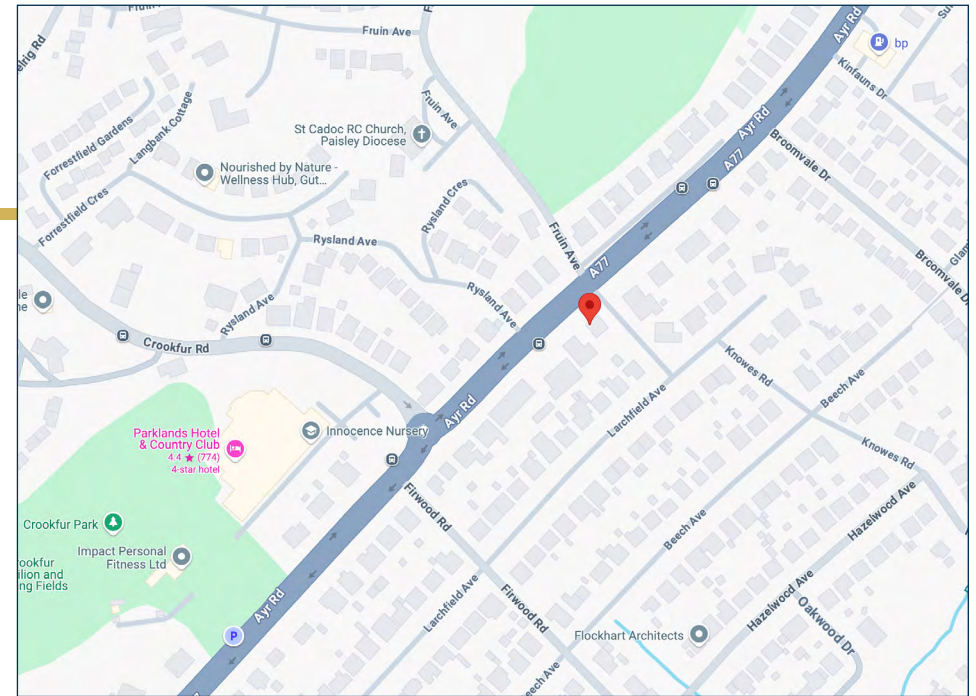 Fruin Ave
Ayr Rd
bp
Kinfauns Dr
Fruin Ave
St Cadoc RC Church,
Paisley Diocese
Ayr Rd
A77
Broomvale Dr
Forrestfield Gardens
Langbank Cottage
Nourished by Nature -
Wellness Hub, Gut...
Rysland Cres
Forrestfield Cres
Rysland Ave
Fruin Ave
A77
Broomvale Dr
Rysland Ave
Rysland Ave
Crookfur Rd
Knowes Rd
Beech Ave
Larchfield Ave
Ayr Rd
Parklands Hotel
& Country Club
4.4 ★ (774)
4-star hotel
Innocence Nursery
Knowes Rd
Firwood Rd
Hazelwood Ave
Crookfur Park
Beech Ave
Impact Personal
Fitness Ltd
Ayr Rd
Larchfield Ave
Firwood Rd
Hazelwood Ave
Oakwood Dr
P
Flockhart Architects